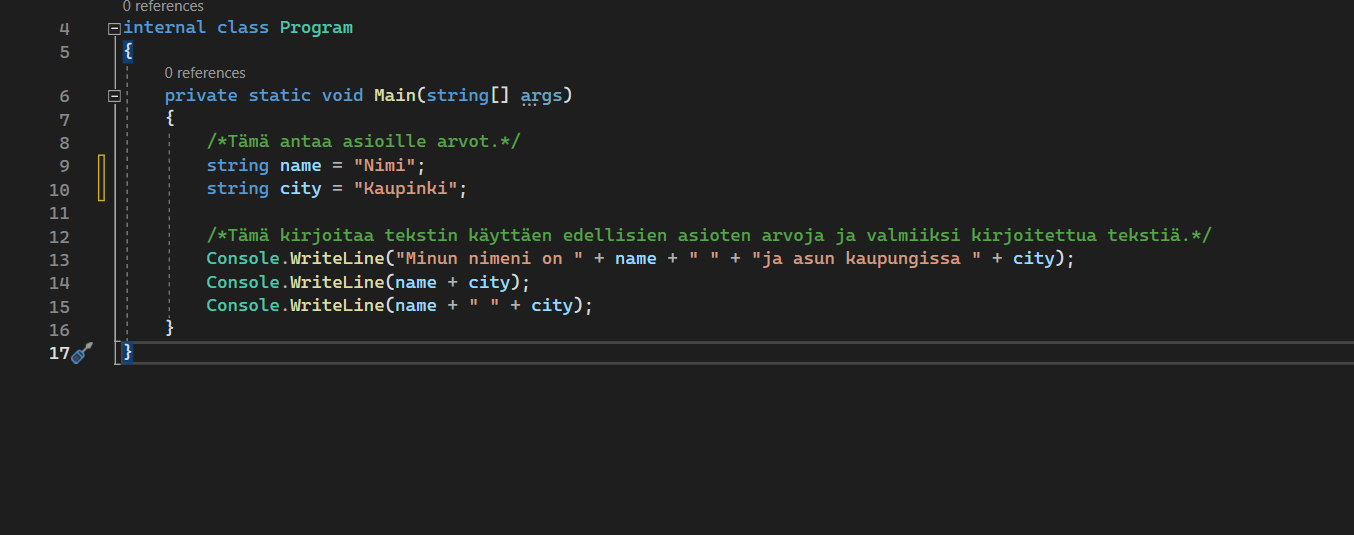 0 references
4 internal class Program
5 {
0 references
6 private static void Main(string[] args)
7 {
8 /*Tämä antaa asioille arvot.*/
9 string name = "Nimi";
10 string city = "Kaupinki";
11
12 /*Tämä kirjoitaa tekstin käyttäen edellisien asioten arvoja ja valmiiksi kirjoitettua tekstiä.*/
13 Console.WriteLine("Minun nimeni on " + name + " " + "ja asun kaupungissa " + city);
14 Console.WriteLine(name + city);
15 Console.WriteLine(name + " " + city);
16 }
17 }